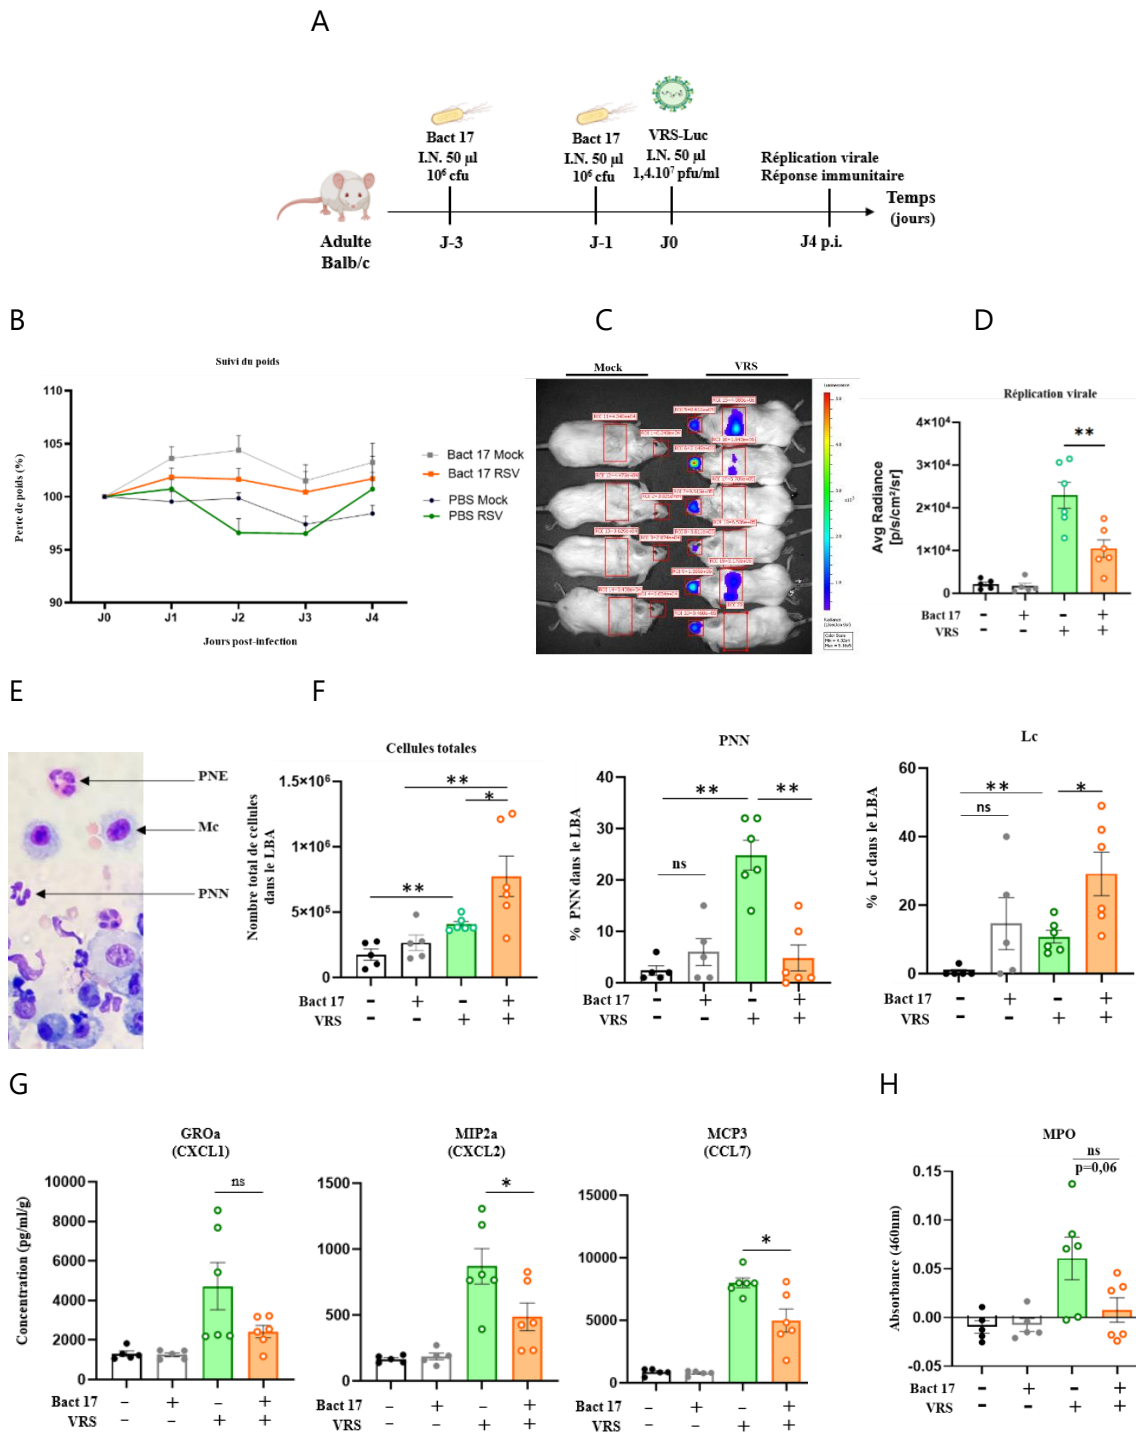 A
Bact 17
I.N. 50 µl
10⁶ cfu
Bact 17
I.N. 50 µl
10⁶ cfu
VRS-Luc
I.N. 50 µl
1,4.10⁷ pfu/ml
Réplication virale
Réponse immunitaire
Temps
(jours)
Adulte
Balb/c
J-3
J-1
J0
J4 p.i.
B
Suivi du poids
Perte de poids (%)
110
105
100
95
90
J0
J1
J2
J3
J4
Jours post-infection
Bact 17 Mock
Bact 17 RSV
PBS Mock
PBS RSV
C
Mock
VRS
D
Réplication virale
Avg Radiance
[p/s/cm²/sr]
4×10⁴
3×10⁴
2×10⁴
1×10⁴
0
**
Bact 17 - + - +
VRS - - + +
E
PNE
Mc
PNN
F
Cellules totales
Nombre total de cellules
dans le LBA
1.5×10⁶
1×10⁶
5×10⁵
0
**
**
*
Bact 17 - + - +
VRS - - + +
PNN
% PNN dans le LBA
40
30
20
10
0
ns
**
**
Bact 17 - + - +
VRS - - + +
Lc
% Lc dans le LBA
60
40
20
0
**
ns
*
Bact 17 - + - +
VRS - - + +
G
GROa
(CXCL1)
Concentration (pg/ml/g)
10000
8000
6000
4000
2000
0
ns
Bact 17 - + - +
VRS - - + +
MIP2a
(CXCL2)
1500
1000
500
0
*
Bact 17 - + - +
VRS - - + +
MCP3
(CCL7)
15000
10000
5000
0
*
Bact 17 - + - +
VRS - - + +
H
MPO
Absorbance (460nm)
0.15
0.10
0.05
0.00
-0.05
ns
p=0,06
Bact 17 - + - +
VRS - - + +